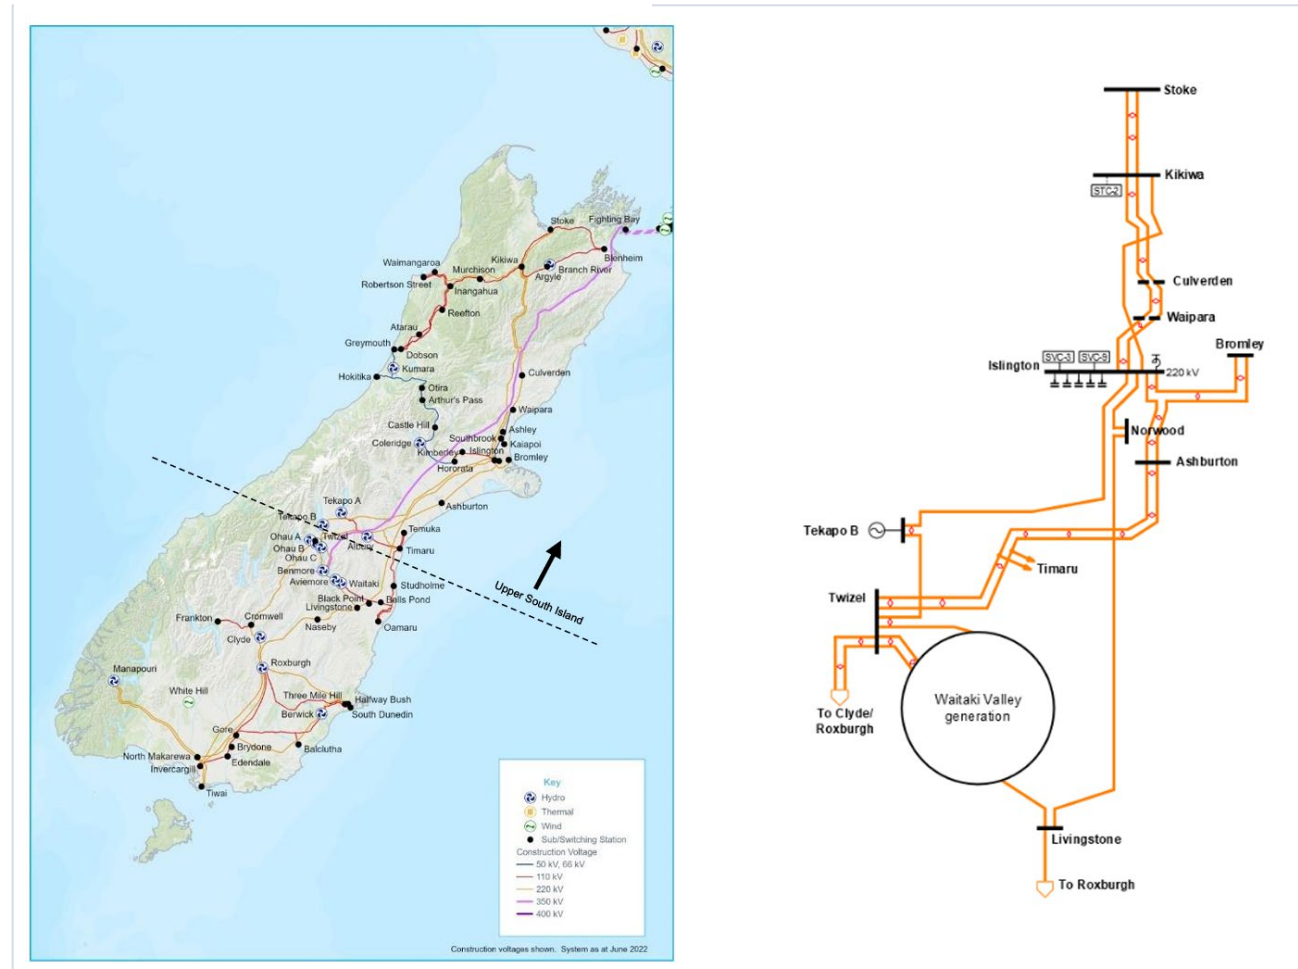 Stoke
Fighting Bay
Waimangaroa
Murchison
Kikiwa
Blenheim
Robertson Street
Inangahua
Argyle
Branch River
Reefton
Atarau
Greymouth
Dobson
Kumara
Hokitika
Culverden
Otira
Arthur's Pass
Waipara
Castle Hill
Ashley
Coleridge
Southbrook
Kaiapoi
Kimberley
Islington
Bromley
Hororata
Tekapo A
Ashburton
Tekapo B
Temuka
Ohau A
Twizel
Albury
Ohau B
Timaru
Ohau C
Benmore
Aviemore
Waitaki
Studholme
Upper South Island
Black Point
Bells Pond
Livingstone
Frankton
Cromwell
Naseby
Oamaru
Clyde
Roxburgh
Manapouri
White Hill
Three Mile Hill
Halfway Bush
Berwick
South Dunedin
Gore
Brydone
Balclutha
North Makarewa
Edendale
Invercargill
Tiwai
Key
Hydro
Thermal
Wind
Sub/Switching Station
Construction Voltage
50 kV, 66 kV
110 kV
220 kV
350 kV
400 kV
Construction voltages shown. System as at June 2022
Stoke
Kikiwa
STC-2
Culverden
Waipara
Bromley
Islington
SVC-3
SVC-9
220 kV
Norwood
Ashburton
Tekapo B
Timaru
Twizel
Waitaki Valley
generation
To Clyde/
Roxburgh
Livingstone
To Roxburgh